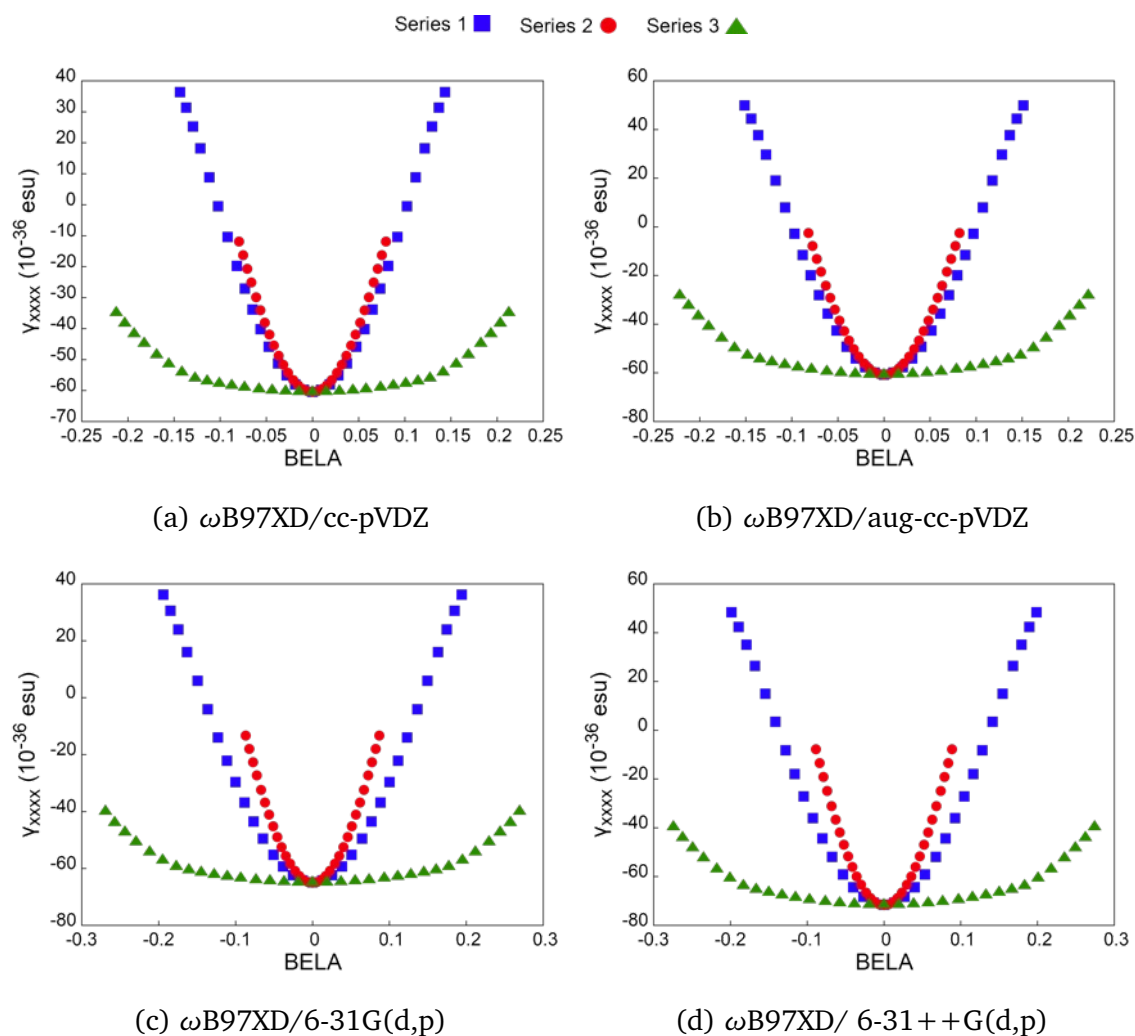 Series 1 Series 2 Series 3
40 30 20 10 0 -10 -20 -30 -40 -50 -60 -70
γxxxx (10-36 esu)
-0.25 -0.2 -0.15 -0.1 -0.05 0 0.05 0.1 0.15 0.2 0.25
BELA
(a) ωB97XD/cc-pVDZ
60 40 20 0 -20 -40 -60 -80
γxxxx (10-36 esu)
-0.25 -0.2 -0.15 -0.1 -0.05 0 0.05 0.1 0.15 0.2 0.25
BELA
(b) ωB97XD/aug-cc-pVDZ
40 20 0 -20 -40 -60 -80
γxxxx (10-36 esu)
-0.3 -0.2 -0.1 0 0.1 0.2 0.3
BELA
(c) ωB97XD/6-31G(d,p)
60 40 20 0 -20 -40 -60 -80
γxxxx (10-36 esu)
-0.3 -0.2 -0.1 0 0.1 0.2 0.3
BELA
(d) ωB97XD/ 6-31++G(d,p)